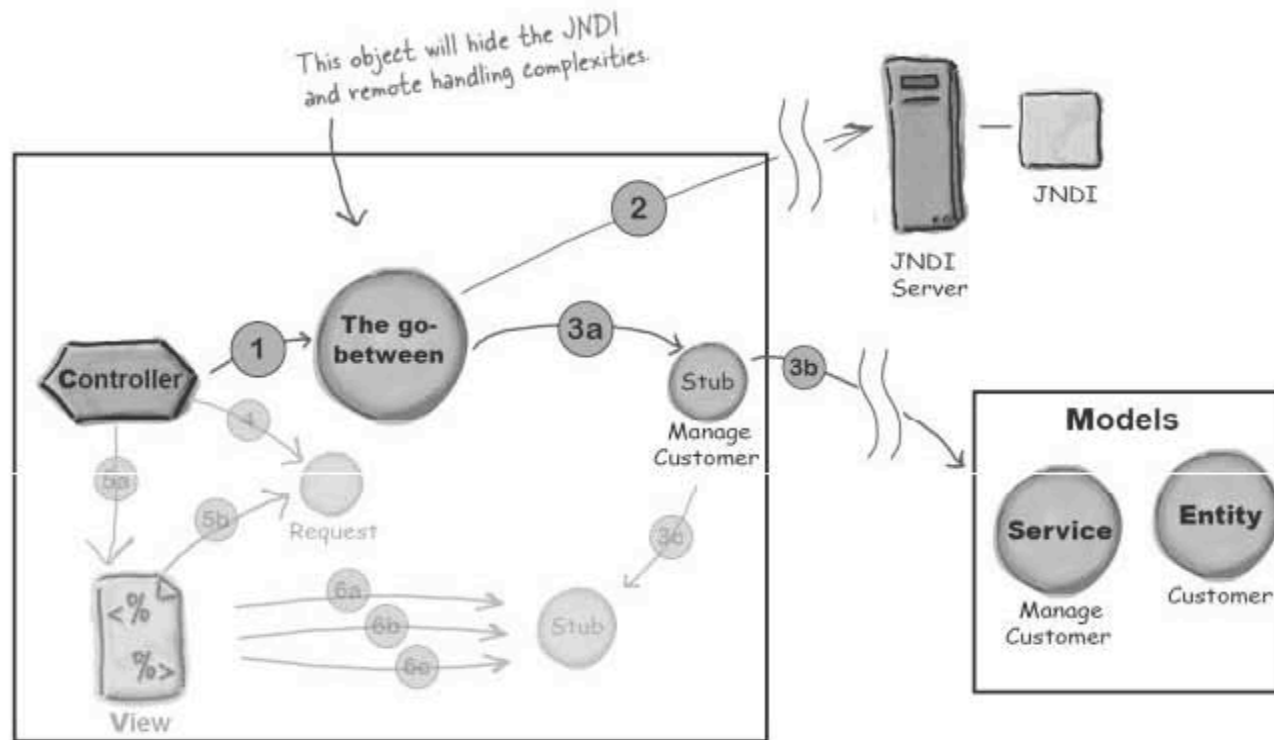 This object will hide the JNDI
and remote handling complexities.
2
JNDI
JNDI
Server
The go-
between
1
3a
Controller
Stub
3b
Manage
Customer
Models
4
5a
5b
Request
3c
Service
Entity
Manage
Customer
Customer
6a
6b
6c
Stub
<%
%>
View